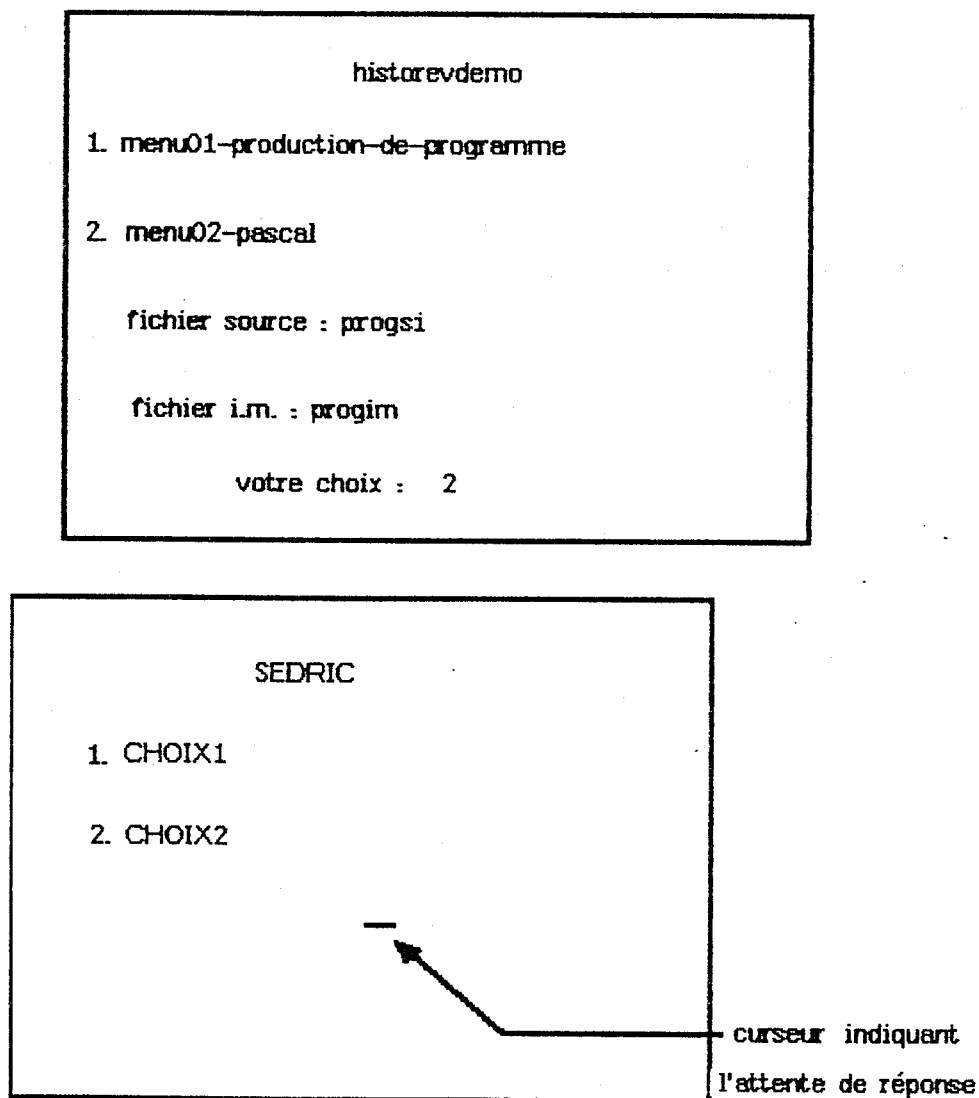 historevdemo
1. menu01-production-de-programme
2. menu02-pascal
fichier source : progsi
fichier i.m. : progim
votre choix : 2
SEDRIC
1. CHOIX1
2. CHOIX2
curseur indiquant
l'attente de réponse